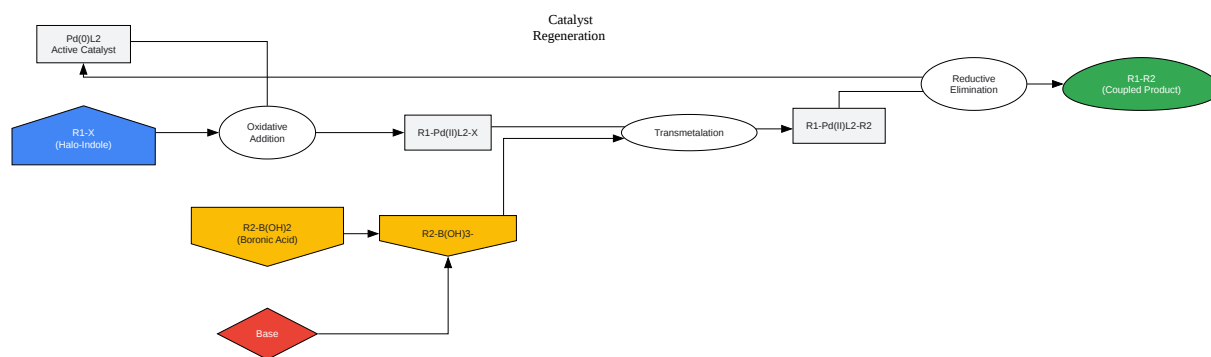 Catalyst
Regeneration
Pd(0)L2
Active Catalyst
R1-X
(Halo-Indole)
Oxidative
Addition
R1-Pd(II)L2-X
Transmetalation
R1-Pd(II)L2-R2
Reductive
Elimination
R1-R2
(Coupled Product)
R2-B(OH)2
(Boronic Acid)
R2-B(OH)3-
Base